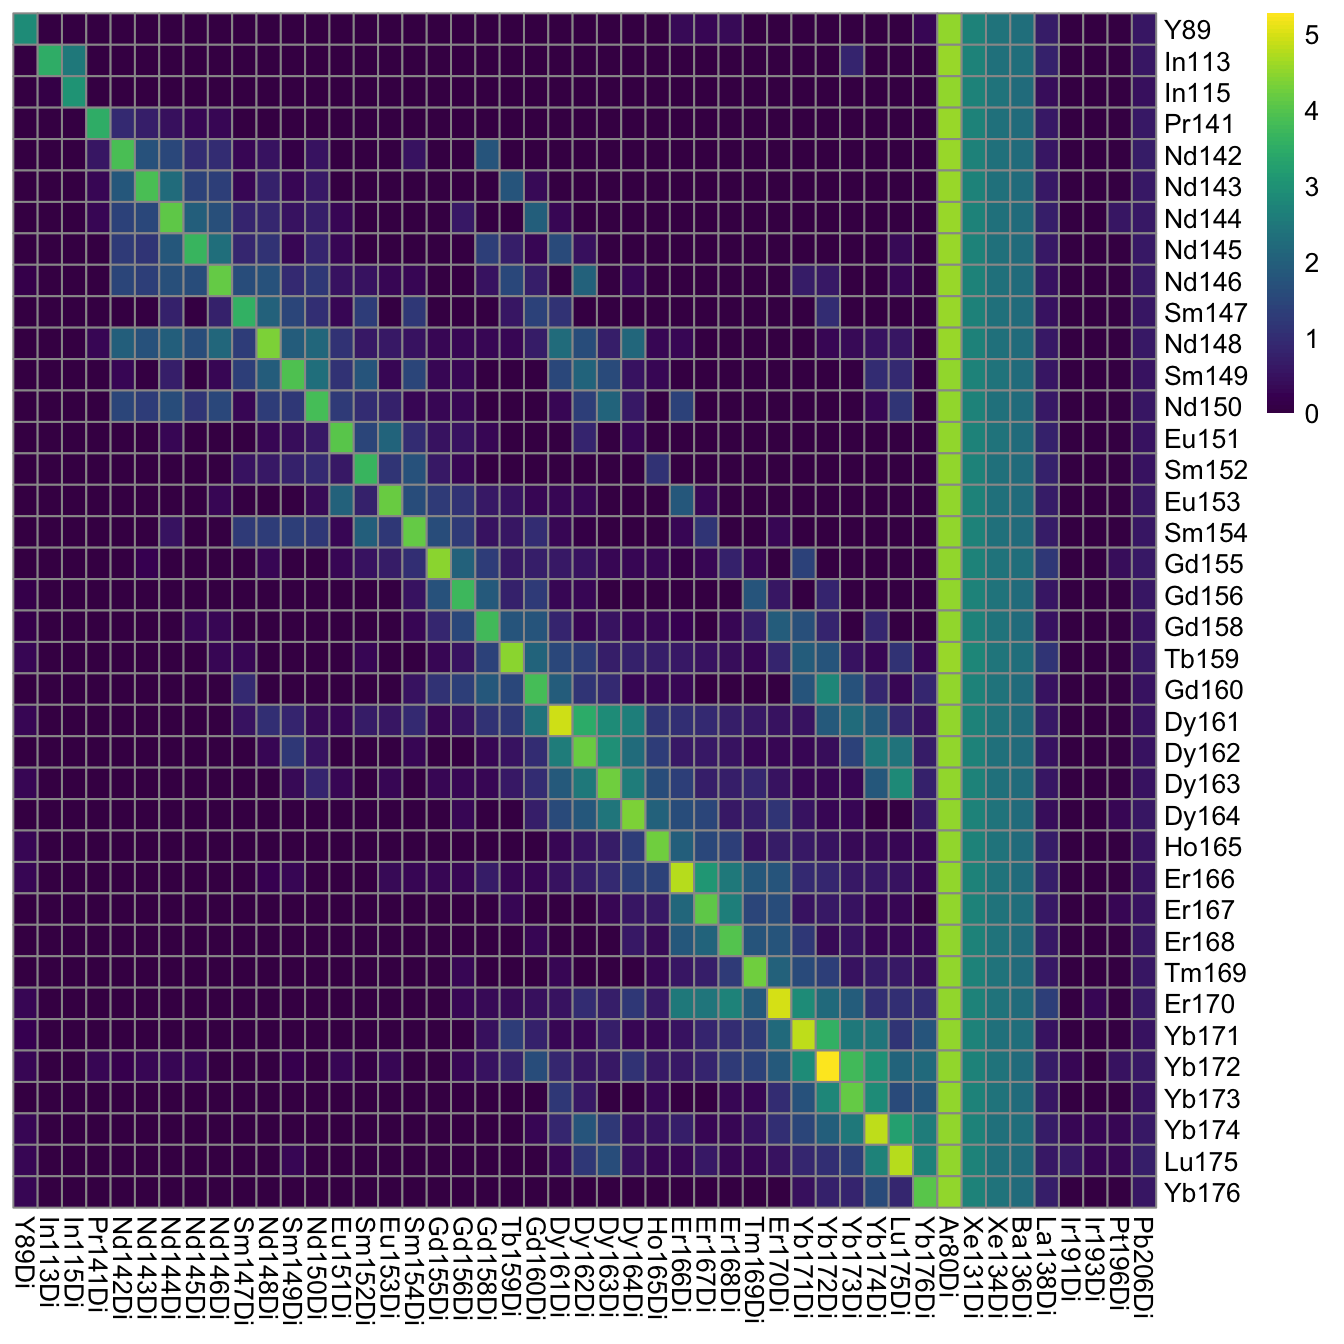 Y89
In113
In115
Pr141
Nd142
Nd143
Nd144
Nd145
Nd146
Sm147
Nd148
Sm149
Nd150
Eu151
Sm152
Eu153
Sm154
Gd155
Gd156
Gd158
Tb159
Gd160
Dy161
Dy162
Dy163
Dy164
Ho165
Er166
Er167
Er168
Tm169
Er170
Yb171
Yb172
Yb173
Yb174
Lu175
Yb176
5
4
3
2
1
0
Y89Di
In113Di
In115Di
Pr141Di
Nd142Di
Nd143Di
Nd144Di
Nd145Di
Nd146Di
Sm147Di
Nd148Di
Sm149Di
Nd150Di
Eu151Di
Sm152Di
Eu153Di
Sm154Di
Gd155Di
Gd156Di
Gd158Di
Tb159Di
Gd160Di
Dy161Di
Dy162Di
Dy163Di
Dy164Di
Ho165Di
Er166Di
Er167Di
Er168Di
Tm169Di
Er170Di
Yb171Di
Yb172Di
Yb173Di
Yb174Di
Lu175Di
Yb176Di
Ar80Di
Xe131Di
Xe134Di
Ba136Di
La138Di
Ir191Di
Ir193Di
Pt196Di
Pb206Di